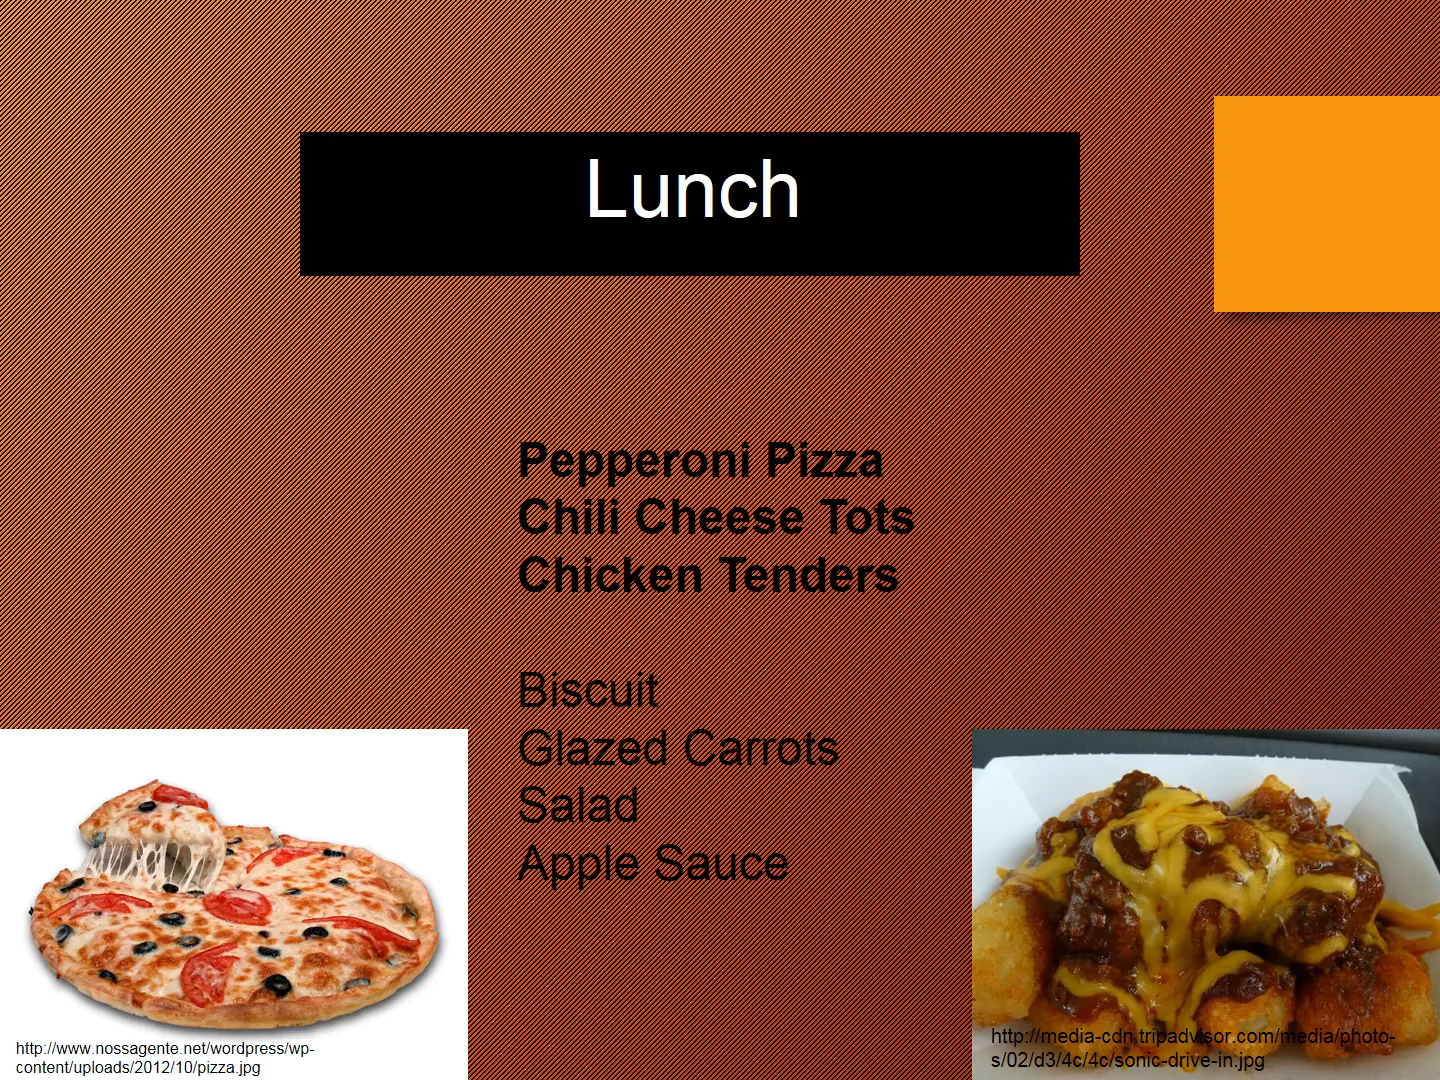 Lunch
Pepperoni Pizza
Chili Cheese Tots
Chicken Tenders
Biscuit
Glazed Carrots
Salad
Apple Sauce
http://www.nossagente.net/wordpress/wp-
content/uploads/2012/10/pizza.jpg
http://media-cdn.tripadvisor.com/media/photo-
s/02/d3/4c/4c/sonic-drive-in.jpg